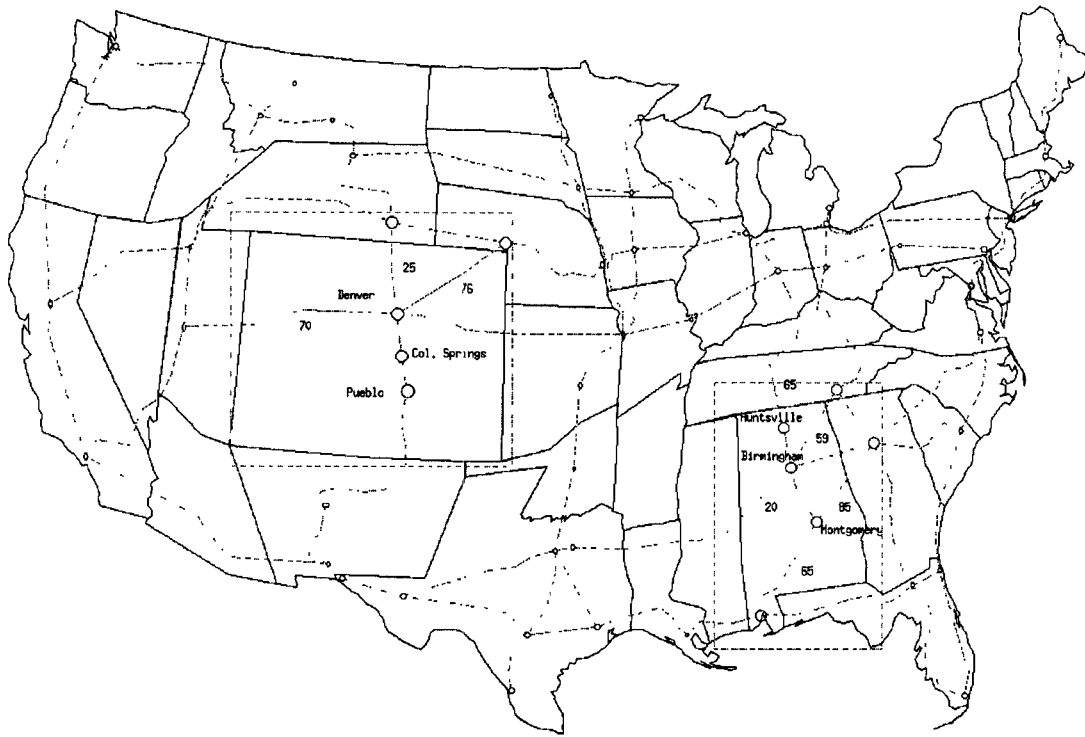 25
76
Denver
70
Col. Springs
Pueblo
65
Huntsville
59
Birmingham
20
85
Montgomery
65